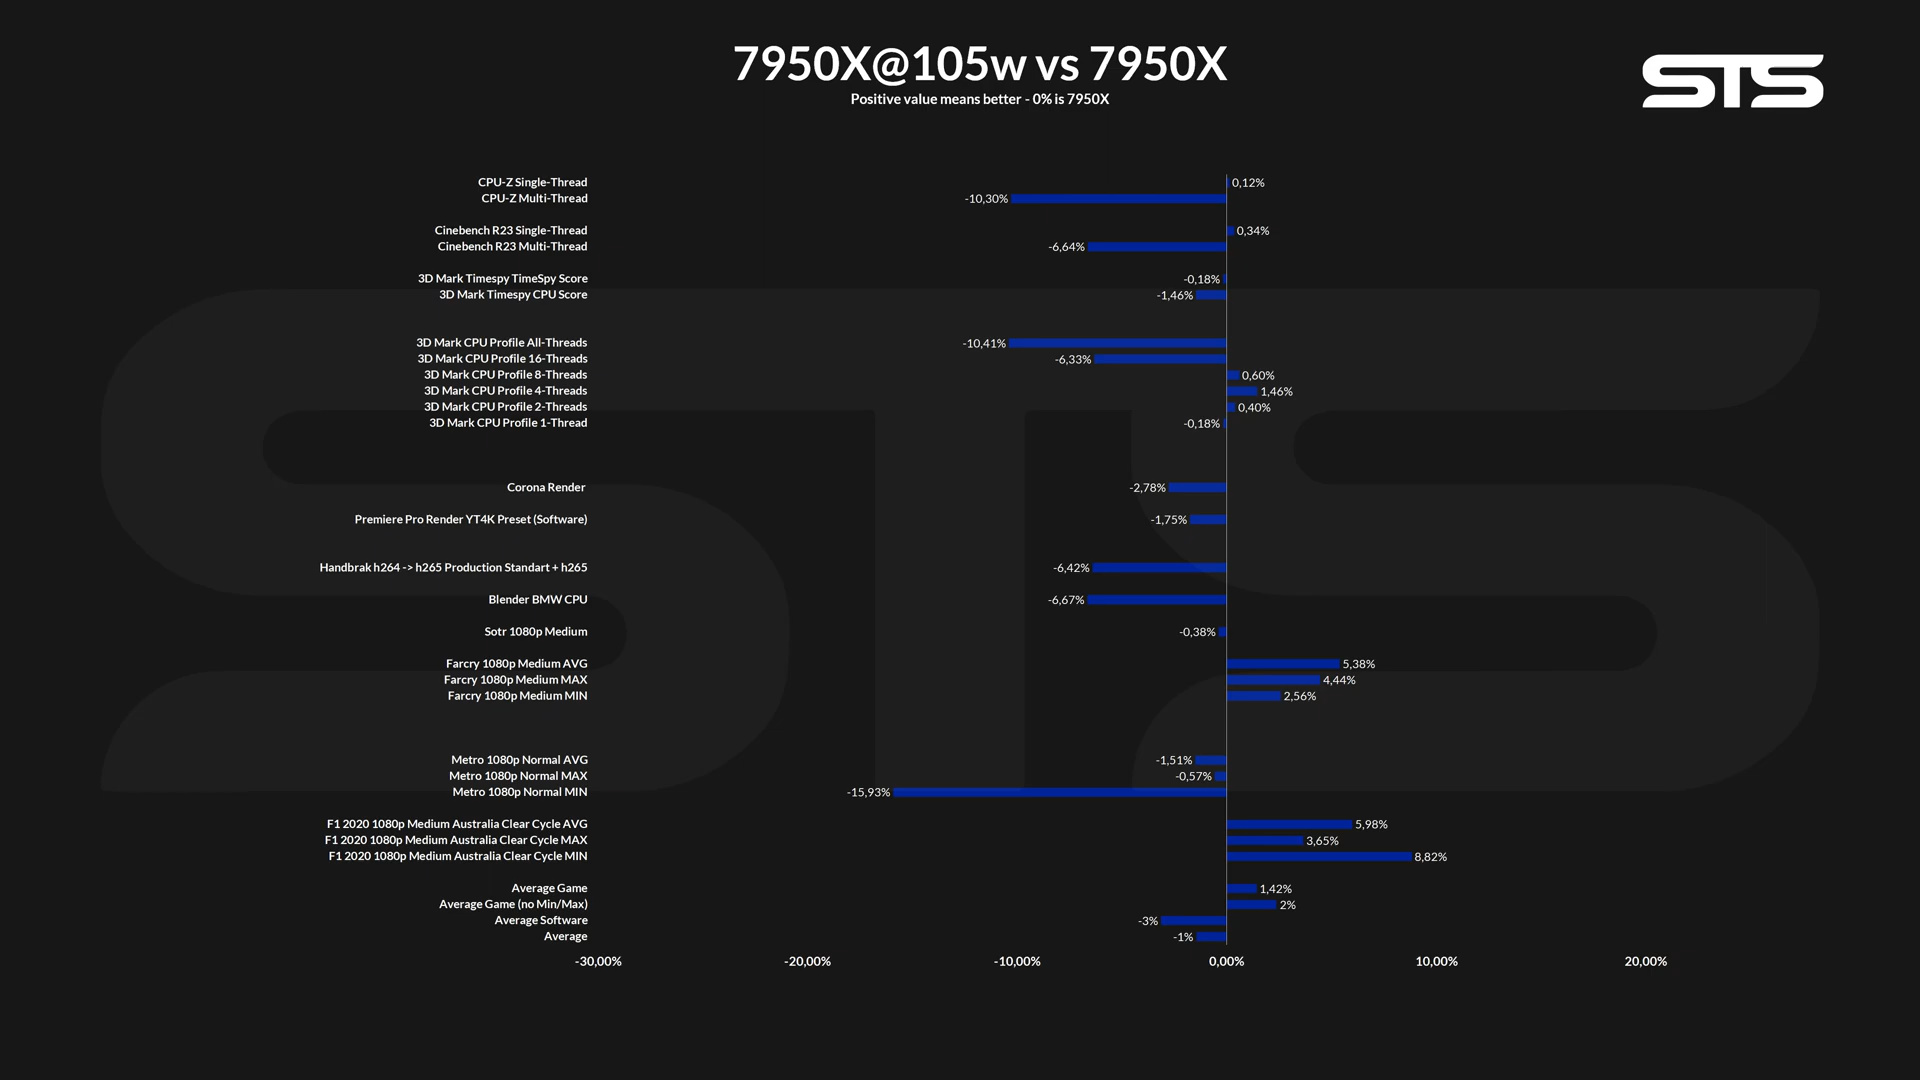 7950X@105w vs 7950X
Positive value means better - 0% is 7950X
STS
CPU-Z Single-Thread 0,12%
CPU-Z Multi-Thread -10,30%
Cinebench R23 Single-Thread 0,34%
Cinebench R23 Multi-Thread -6,64%
3D Mark Timespy TimeSpy Score -0,18%
3D Mark Timespy CPU Score -1,46%
3D Mark CPU Profile All-Threads -10,41%
3D Mark CPU Profile 16-Threads -6,33%
3D Mark CPU Profile 8-Threads 0,60%
3D Mark CPU Profile 4-Threads 1,46%
3D Mark CPU Profile 2-Threads 0,40%
3D Mark CPU Profile 1-Thread -0,18%
Corona Render -2,78%
Premiere Pro Render YT4K Preset (Software) -1,75%
Handbrak h264 -> h265 Production Standart + h265 -6,42%
Blender BMW CPU -6,67%
Sotr 1080p Medium -0,38%
Farcry 1080p Medium AVG 5,38%
Farcry 1080p Medium MAX 4,44%
Farcry 1080p Medium MIN 2,56%
Metro 1080p Normal AVG -1,51%
Metro 1080p Normal MAX -0,57%
Metro 1080p Normal MIN -15,93%
F1 2020 1080p Medium Australia Clear Cycle AVG 5,98%
F1 2020 1080p Medium Australia Clear Cycle MAX 3,65%
F1 2020 1080p Medium Australia Clear Cycle MIN 8,82%
Average Game 1,42%
Average Game (no Min/Max) 2%
Average Software -3%
Average -1%
-30,00% -20,00% -10,00% 0,00% 10,00% 20,00%